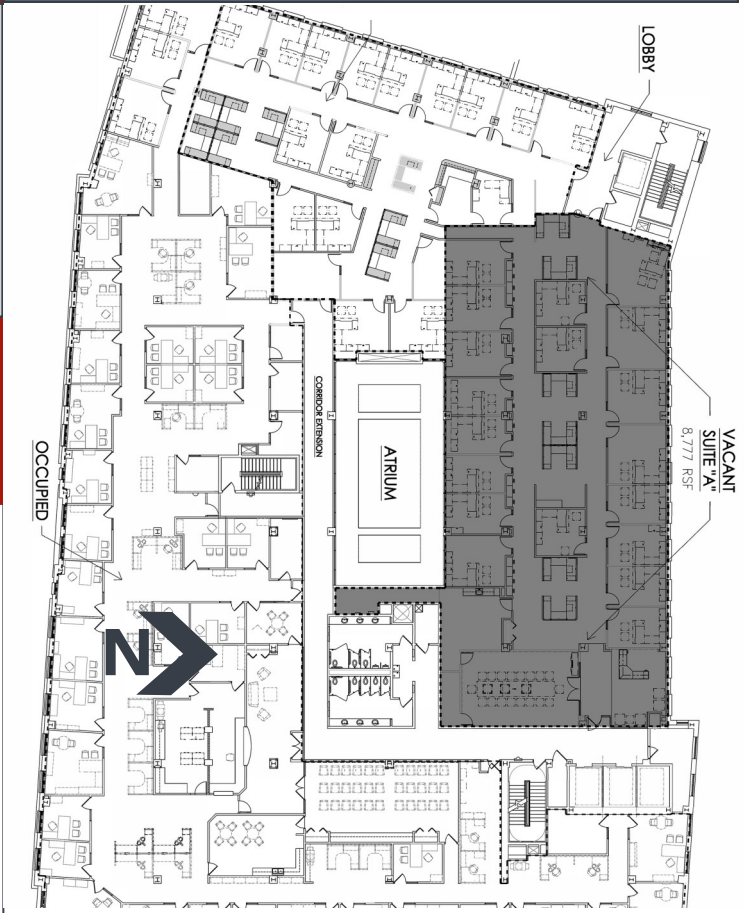 LOBBY
VACANT
SUITE "A"
8,777 RSF
CORRIDOR EXTENSION
ATRIUM
OCCUPIED
N